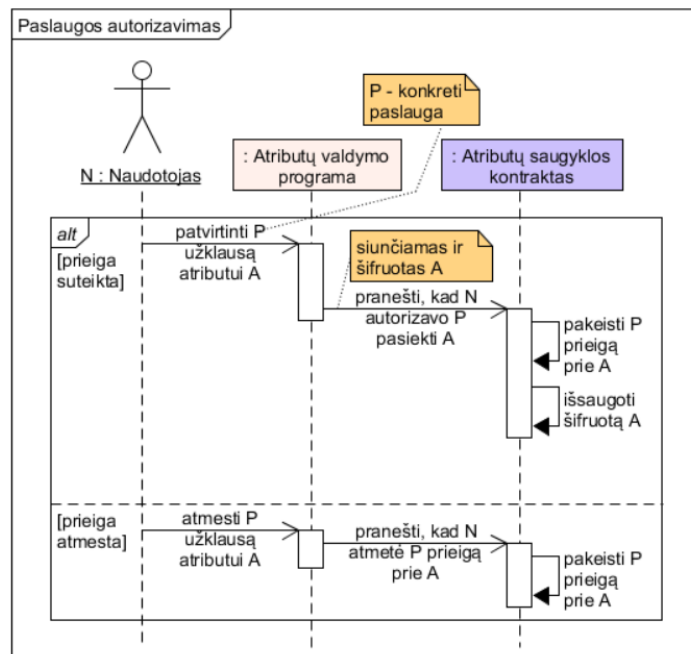 Paslaugos autorizavimas
P - konkreti
paslauga
N : Naudotojas
: Atributų valdymo
programa
: Atributų saugyklos
kontraktas
alt
[prieiga
suteikta]
patvirtinti P
užklausą
atributui A
siunčiamas ir
šifruotas A
pranešti, kad N
autorizavo P
pasiekti A
pakeisti P
prieigą
prie A
išsaugoti
šifruotą A
[prieiga
atmesta]
atmesti P
užklausą
atributui A
pranešti, kad N
atmetė P prieigą
prie A
pakeisti P
prieigą
prie A